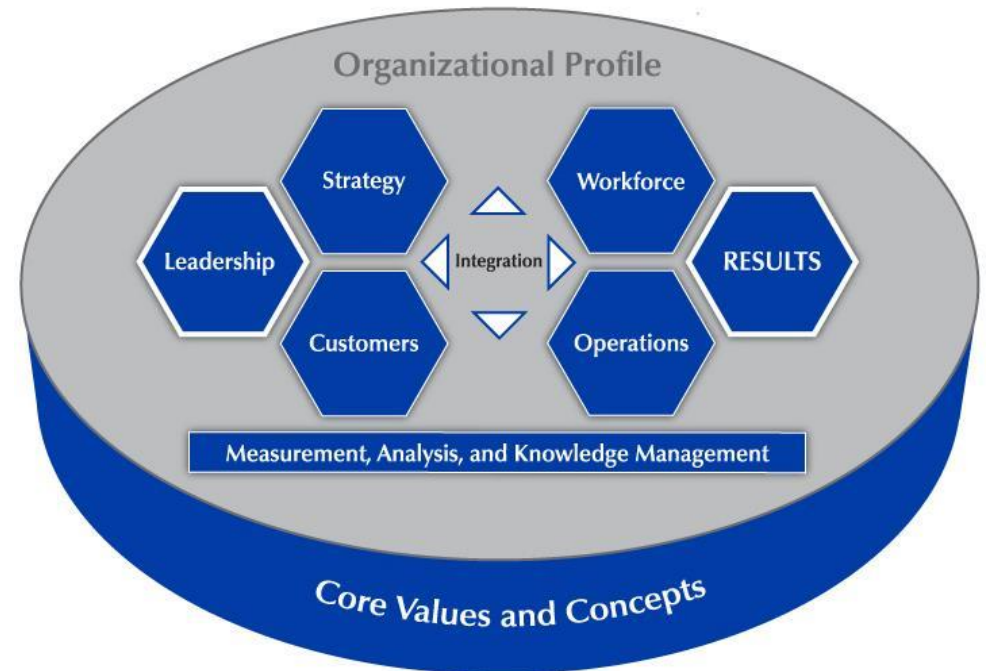 Organizational Profile
Strategy
Workforce
Leadership
Integration
RESULTS
Customers
Operations
Measurement, Analysis, and Knowledge Management
Core Values and Concepts